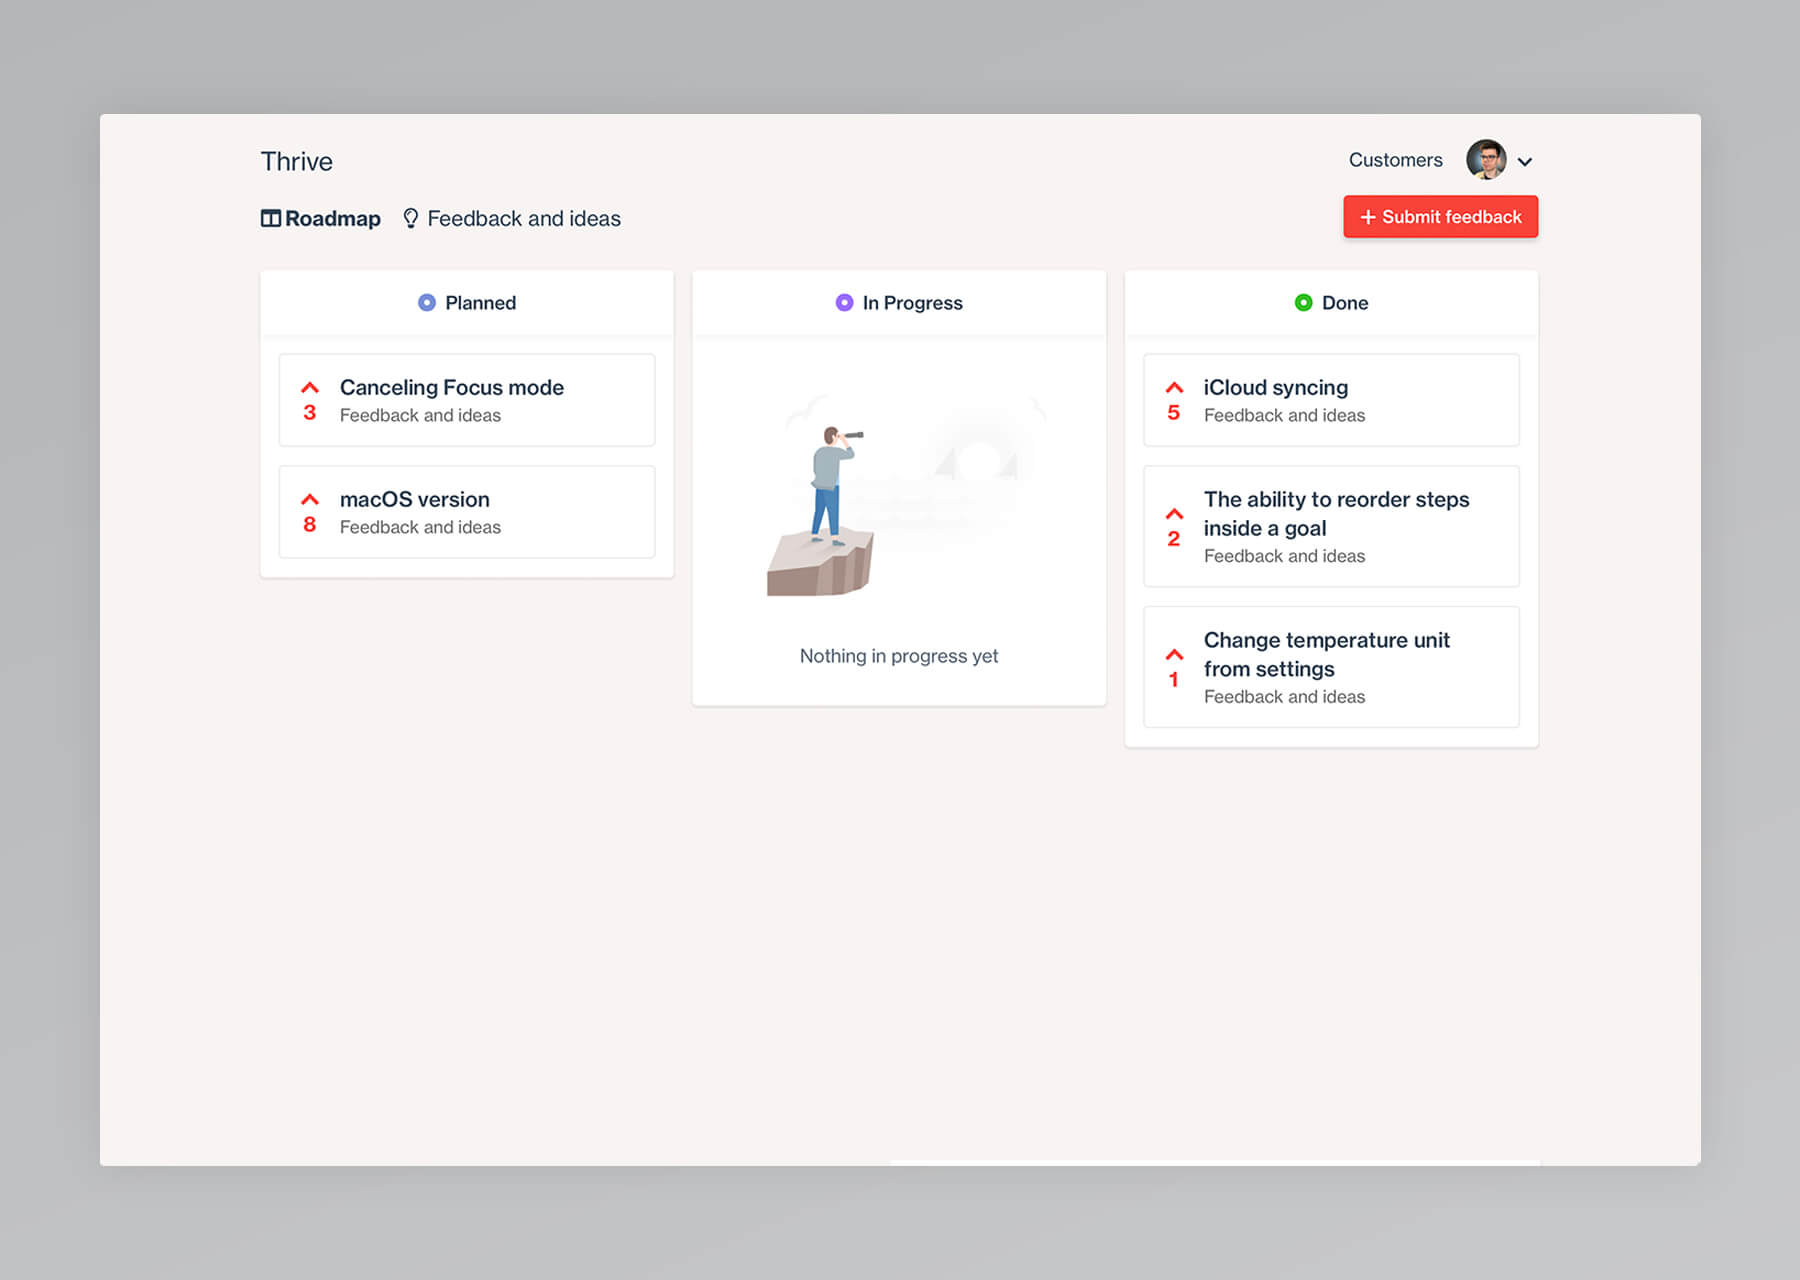 Thrive
Customers
Roadmap
Feedback and ideas
+ Submit feedback
Planned
Canceling Focus mode
3
Feedback and ideas
macOS version
8
Feedback and ideas
In Progress
Nothing in progress yet
Done
iCloud syncing
5
Feedback and ideas
The ability to reorder steps
inside a goal
2
Feedback and ideas
Change temperature unit
from settings
1
Feedback and ideas